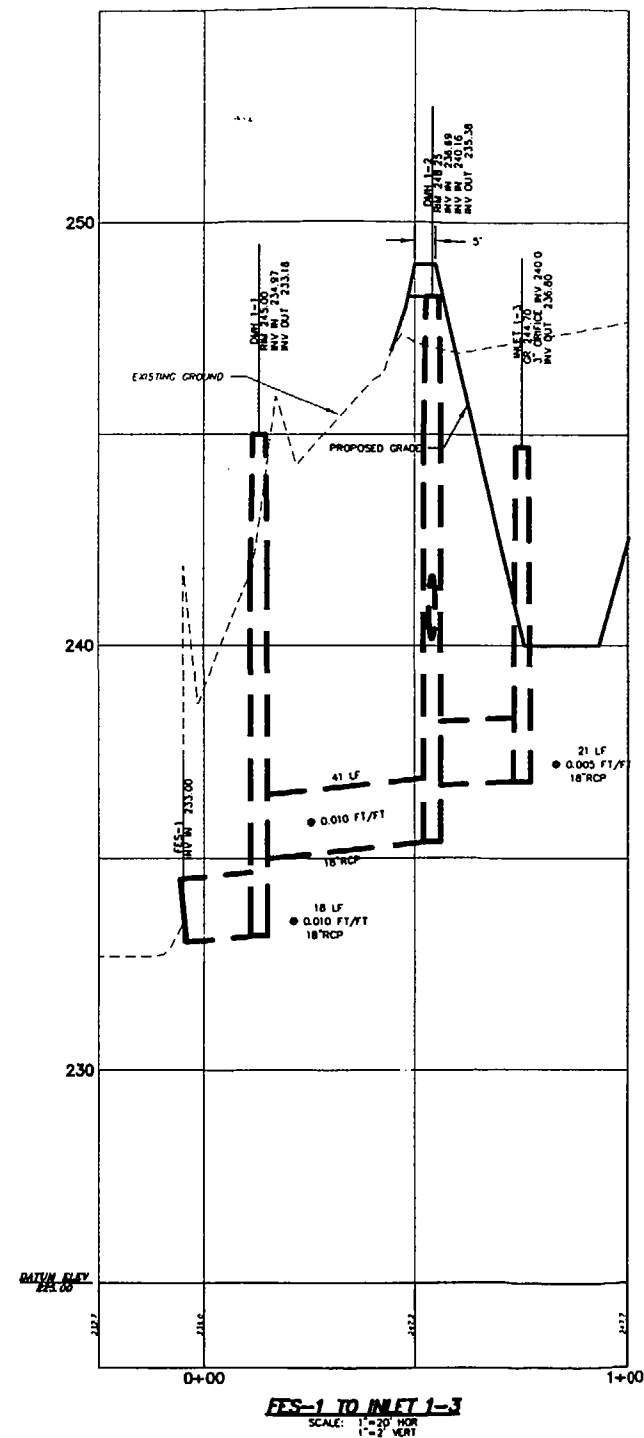 250
240
230
DMH 1-1
RIM 245.00
INV IN 234.97
INV OUT 233.18
DMH 1-2
RIM 248.25
INV IN 236.69
INV IN 240.16
INV OUT 235.38
5'
INLET 1-3
GR 244.70
3" ORIFICE INV 240.0
INV OUT 236.80
EXISTING GROUND
PROPOSED GRADE
FES-1
INV IN 233.00
41 LF
0.010 FT/FT
18"RCP
18 LF
0.010 FT/FT
18"RCP
21 LF
0.005 FT/FT
18"RCP
DATUM ELEV
225.00
232.7
247.7
0+00
1+00
FES-1 TO INLET 1-3
SCALE: 1"=20' HOR
1"=2' VERT